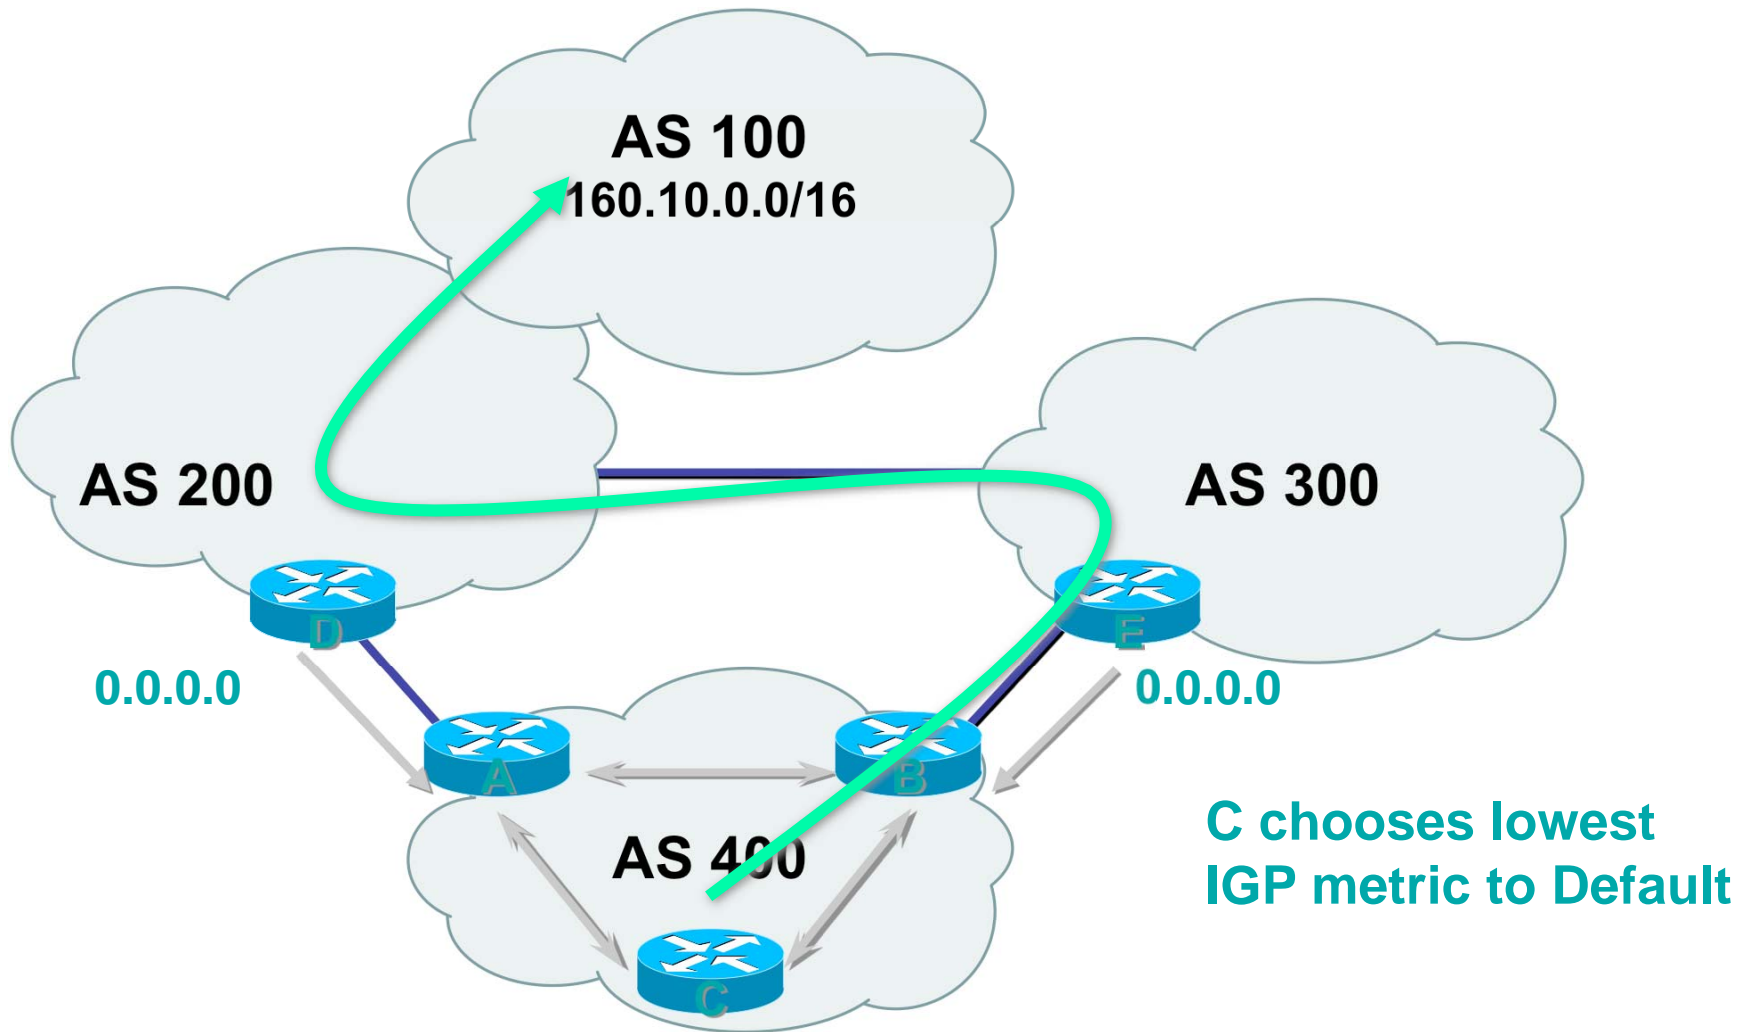 AS 100
160.10.0.0/16
AS 200
AS 300
D
E
0.0.0.0
0.0.0.0
A
B
C chooses lowest
IGP metric to Default
AS 400
C